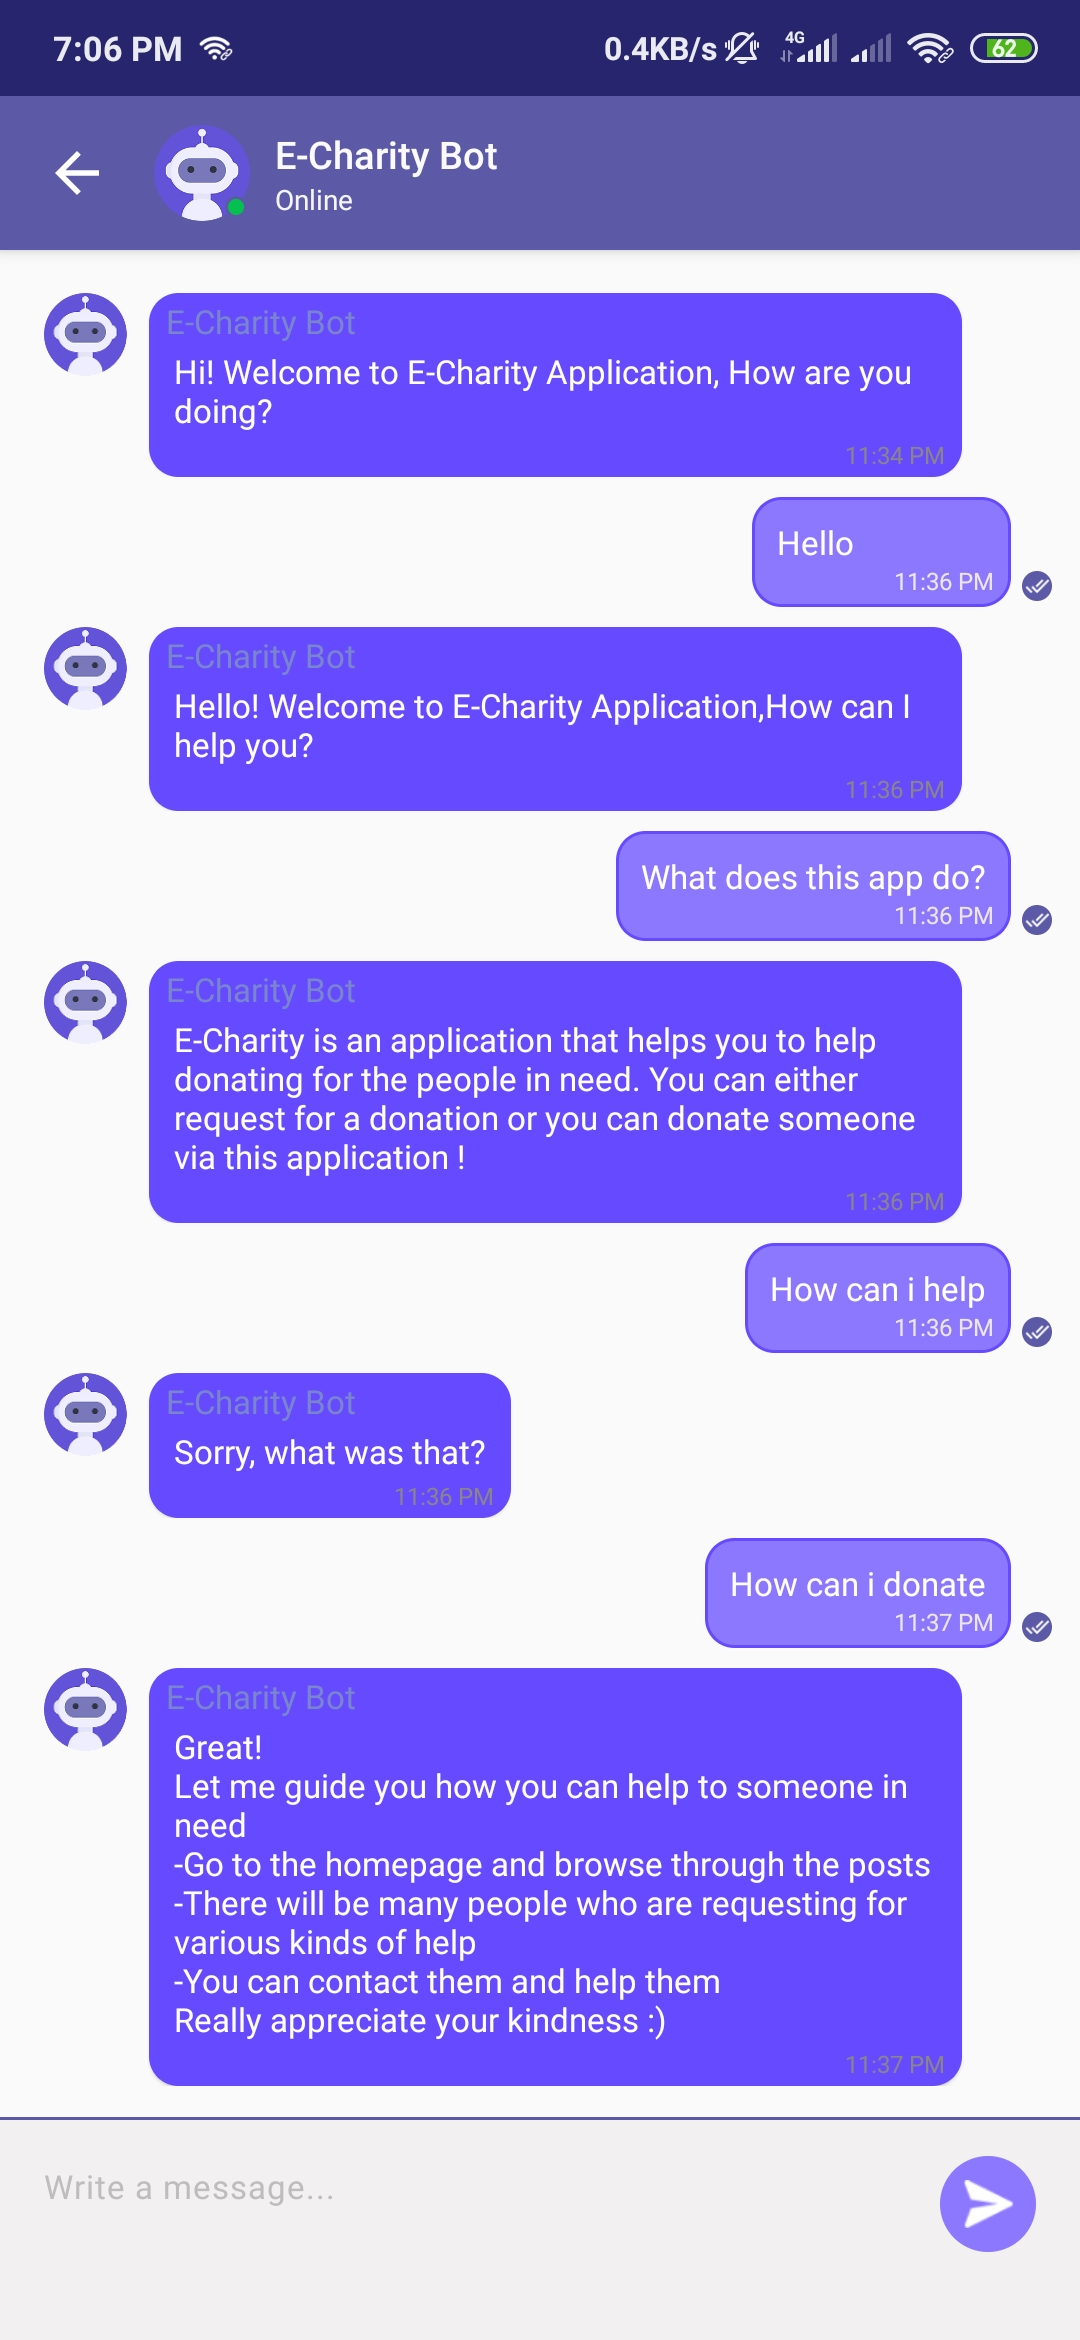 7:06 PM 0.4KB/s 4G 62
E-Charity Bot
Online
E-Charity Bot
Hi! Welcome to E-Charity Application, How are you
doing?
11:34 PM
Hello
11:36 PM
E-Charity Bot
Hello! Welcome to E-Charity Application,How can I
help you?
11:36 PM
What does this app do?
11:36 PM
E-Charity Bot
E-Charity is an application that helps you to help
donating for the people in need. You can either
request for a donation or you can donate someone
via this application !
11:36 PM
How can i help
11:36 PM
E-Charity Bot
Sorry, what was that?
11:36 PM
How can i donate
11:37 PM
E-Charity Bot
Great!
Let me guide you how you can help to someone in
need
-Go to the homepage and browse through the posts
-There will be many people who are requesting for
various kinds of help
-You can contact them and help them
Really appreciate your kindness :)
11:37 PM
Write a message...